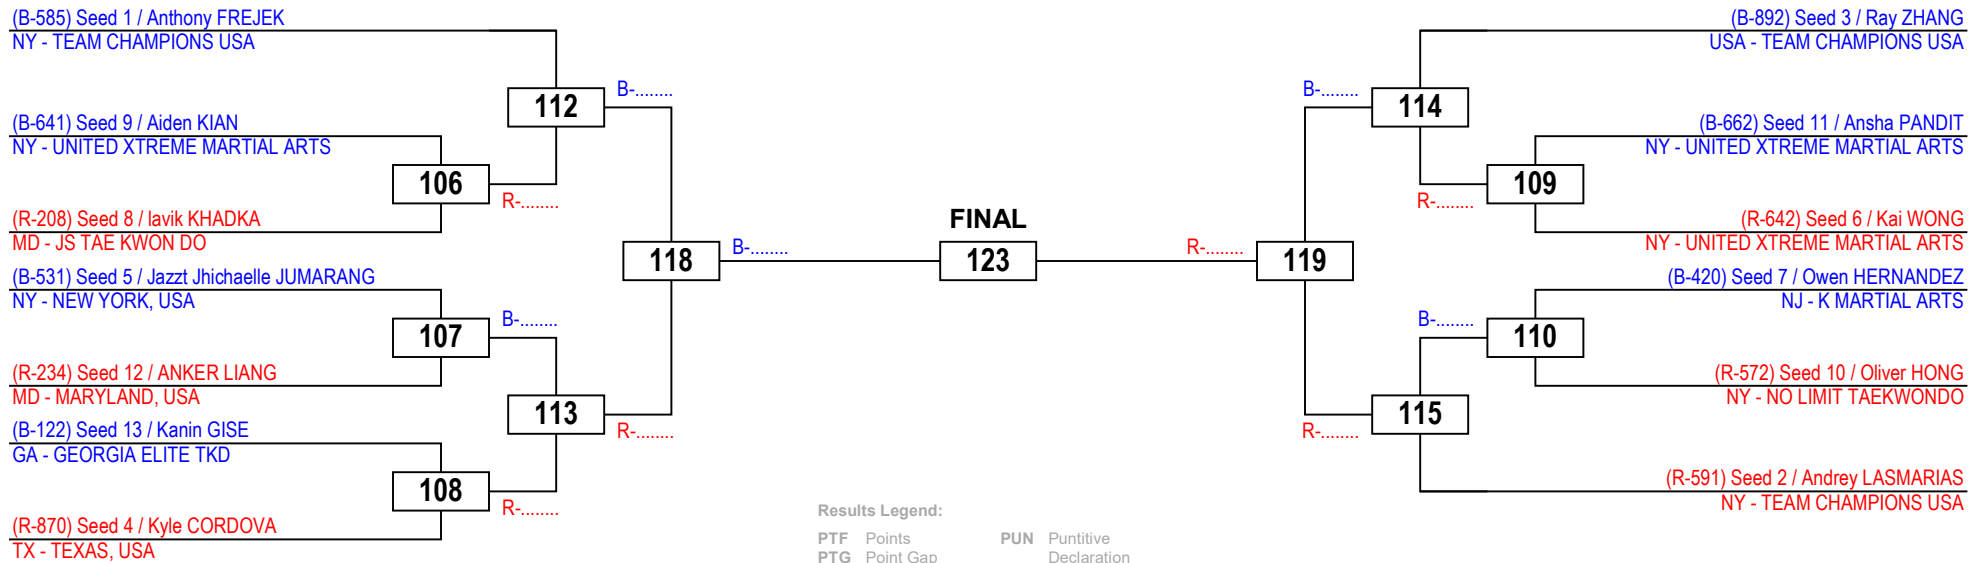 (B-585) Seed 1 / Anthony FREJEK
NY - TEAM CHAMPIONS USA
(B-641) Seed 9 / Aiden KIAN
NY - UNITED XTREME MARTIAL ARTS
(R-208) Seed 8 / lavik KHADKA
MD - JS TAE KWON DO
(B-531) Seed 5 / Jazzt Jhichaelle JUMARANG
NY - NEW YORK, USA
(R-234) Seed 12 / ANKER LIANG
MD - MARYLAND, USA
(B-122) Seed 13 / Kanin GISE
GA - GEORGIA ELITE TKD
(R-870) Seed 4 / Kyle CORDOVA
TX - TEXAS, USA
106
107
108
R-........
B-........
R-........
112
113
B-........
R-........
118
B-........
FINAL
123
R-........
119
B-........
R-........
114
115
R-........
B-........
109
110
(B-892) Seed 3 / Ray ZHANG
USA - TEAM CHAMPIONS USA
(B-662) Seed 11 / Ansha PANDIT
NY - UNITED XTREME MARTIAL ARTS
(R-642) Seed 6 / Kai WONG
NY - UNITED XTREME MARTIAL ARTS
(B-420) Seed 7 / Owen HERNANDEZ
NJ - K MARTIAL ARTS
(R-572) Seed 10 / Oliver HONG
NY - NO LIMIT TAEKWONDO
(R-591) Seed 2 / Andrey LASMARIAS
NY - TEAM CHAMPIONS USA
Results Legend:
PTF Points
PTG Point Gap
PUN Puntitive
Declaration